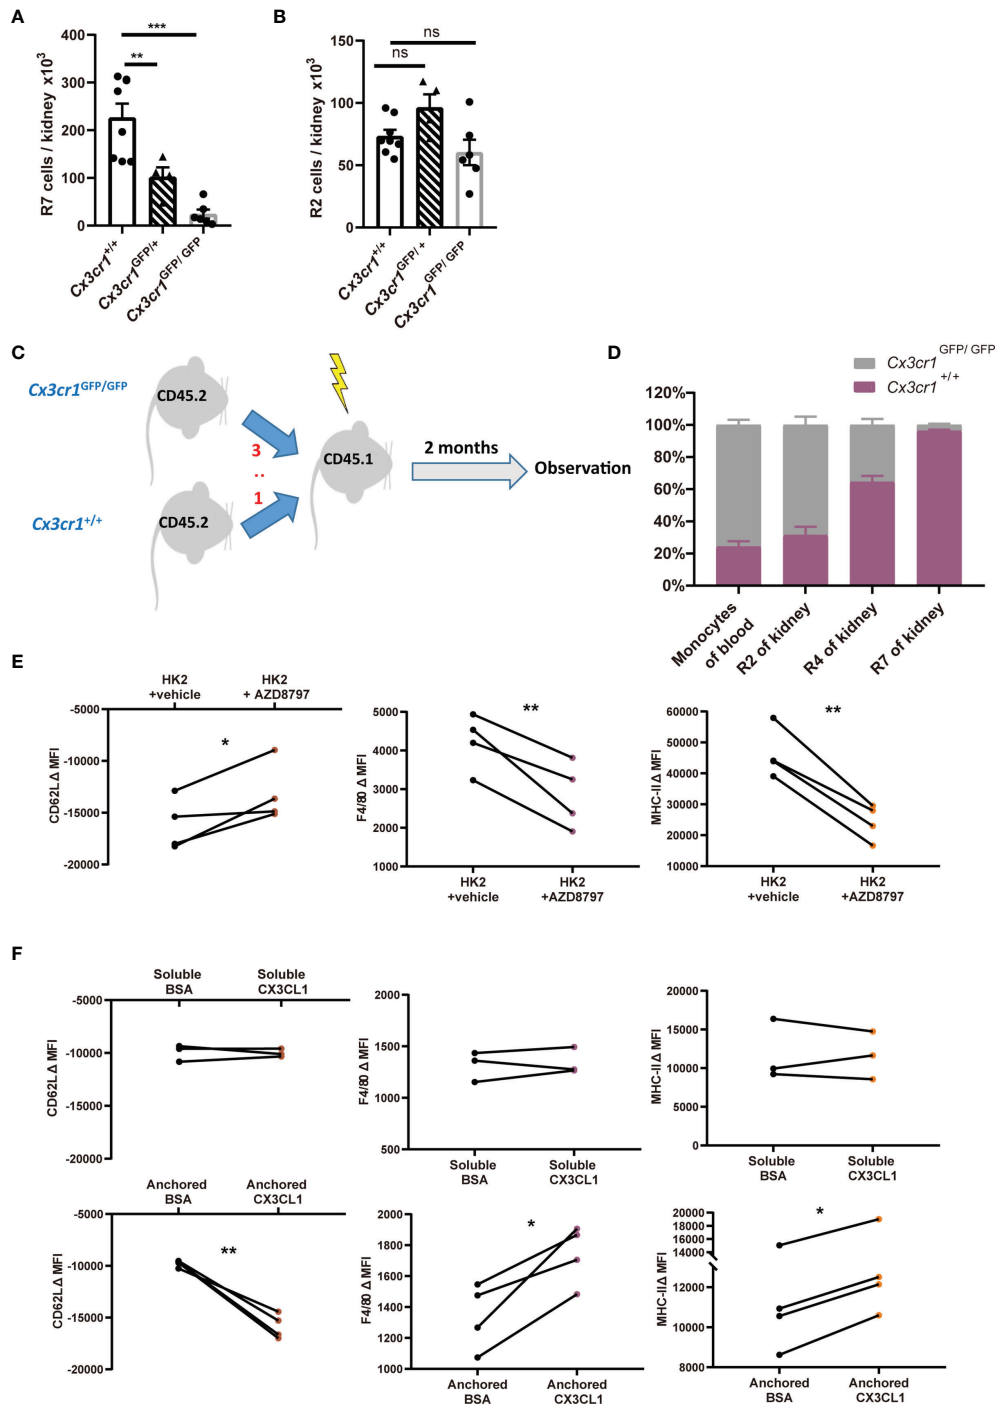 A
R7 cells / kidney x10³
400
300
200
100
0
***
**
Cx3cr1+/+
Cx3cr1GFP/+
Cx3cr1GFP/ GFP
B
R2 cells / kidney x10³
150
100
50
0
ns
ns
Cx3cr1+/+
Cx3cr1GFP/ +
Cx3cr1GFP/ GFP
C
Cx3cr1GFP/GFP
CD45.2
3
:
1
Cx3cr1+/+
CD45.2
CD45.1
2 months
Observation
D
Cx3cr1 GFP/ GFP
Cx3cr1 +/+
120%
100%
80%
60%
40%
20%
0%
Monocytes of blood
R2 of kidney
R4 of kidney
R7 of kidney
E
HK2 +vehicle
HK2 + AZD8797
CD62L Δ MFI
-5000
-10000
-15000
-20000
*
F4/80 Δ MFI
5000
4000
3000
2000
1000
**
HK2 +vehicle
HK2 +AZD8797
MHC-II Δ MFI
60000
50000
40000
30000
20000
10000
**
HK2 +vehicle
HK2 +AZD8797
F
Soluble BSA
Soluble CX3CL1
CD62L Δ MFI
-5000
-10000
-15000
-20000
F4/80 Δ MFI
2000
1500
1000
500
Soluble BSA
Soluble CX3CL1
MHC-II Δ MFI
20000
15000
10000
5000
0
Soluble BSA
Soluble CX3CL1
Anchored BSA
Anchored CX3CL1
CD62L Δ MFI
-5000
-10000
-15000
-20000
**
F4/80 Δ MFI
2000
1800
1600
1400
1200
1000
*
Anchored BSA
Anchored CX3CL1
MHC-II Δ MFI
20000
18000
16000
14000
12000
10000
8000
*
Anchored BSA
Anchored CX3CL1